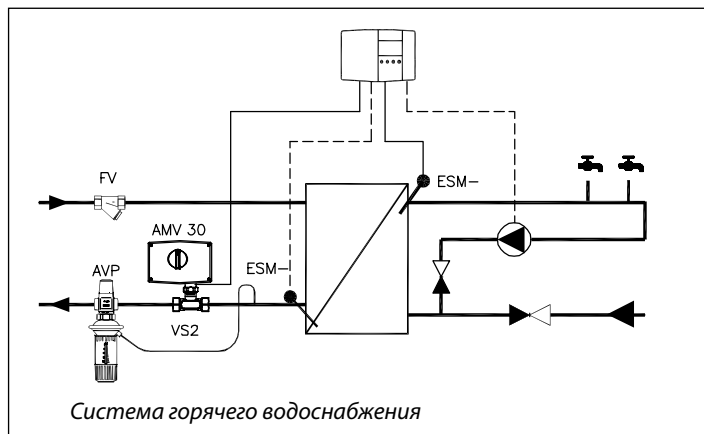 FV
ESM-
AMV 30
AVP
ESM-
VS2
Система горячего водоснабжения